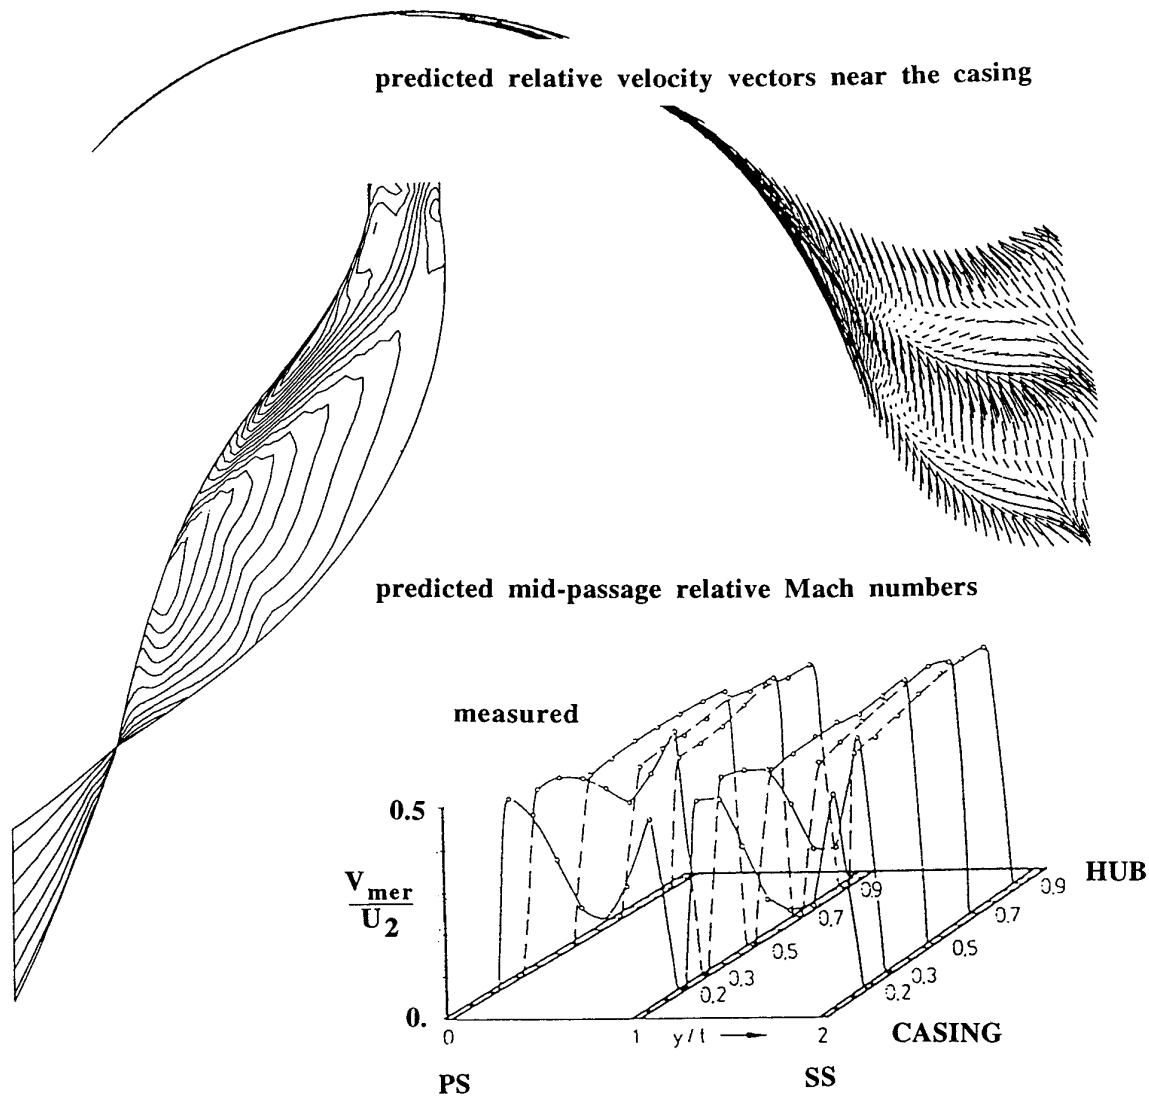 predicted relative velocity vectors near the casing
predicted mid-passage relative Mach numbers
measured
0.5
HUB
V mer
U 2
0.9
0.9
0.7
0.7
0.5
0.5
0.3
0.3
0.2
0.2
0.
CASING
0
1
y/t
2
PS
SS